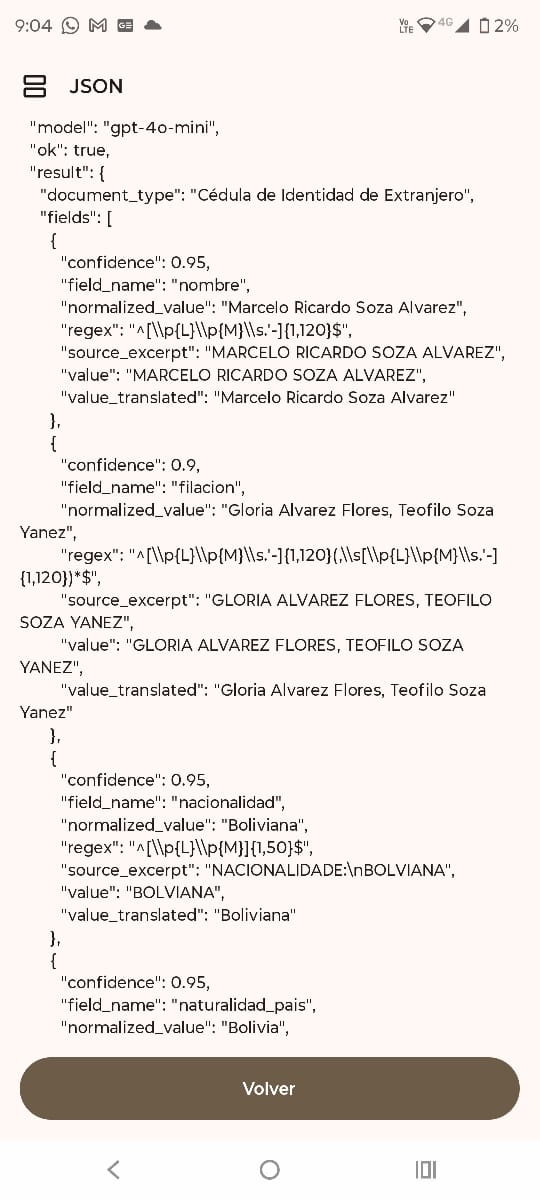 9:04 GE Vo LTE 4G 2%
JSON
"model": "gpt-4o-mini",
"ok": true,
"result": {
"document_type": "Cédula de Identidad de Extranjero",
"fields": [
{
"confidence": 0.95,
"field_name": "nombre",
"normalized_value": "Marcelo Ricardo Soza Alvarez",
"regex": "^[\\p{L}\\p{M}\\s.'-]{1,120}$",
"source_excerpt": "MARCELO RICARDO SOZA ALVAREZ",
"value": "MARCELO RICARDO SOZA ALVAREZ",
"value_translated": "Marcelo Ricardo Soza Alvarez"
},
{
"confidence": 0.9,
"field_name": "filacion",
"normalized_value": "Gloria Alvarez Flores, Teofilo Soza
Yanez",
"regex": "^[\\p{L}\\p{M}\\s.'-]{1,120}(,\\s[\\p{L}\\p{M}\\s.'-]
{1,120})*$",
"source_excerpt": "GLORIA ALVAREZ FLORES, TEOFILO
SOZA YANEZ",
"value": "GLORIA ALVAREZ FLORES, TEOFILO SOZA
YANEZ",
"value_translated": "Gloria Alvarez Flores, Teofilo Soza
Yanez"
},
{
"confidence": 0.95,
"field_name": "nacionalidad",
"normalized_value": "Boliviana",
"regex": "^[\\p{L}\\p{M}]{1,50}$",
"source_excerpt": "NACIONALIDADE:\nBOLVIANA",
"value": "BOLVIANA",
"value_translated": "Boliviana"
},
{
"confidence": 0.95,
"field_name": "naturalidad_pais",
"normalized_value": "Bolivia",
Volver